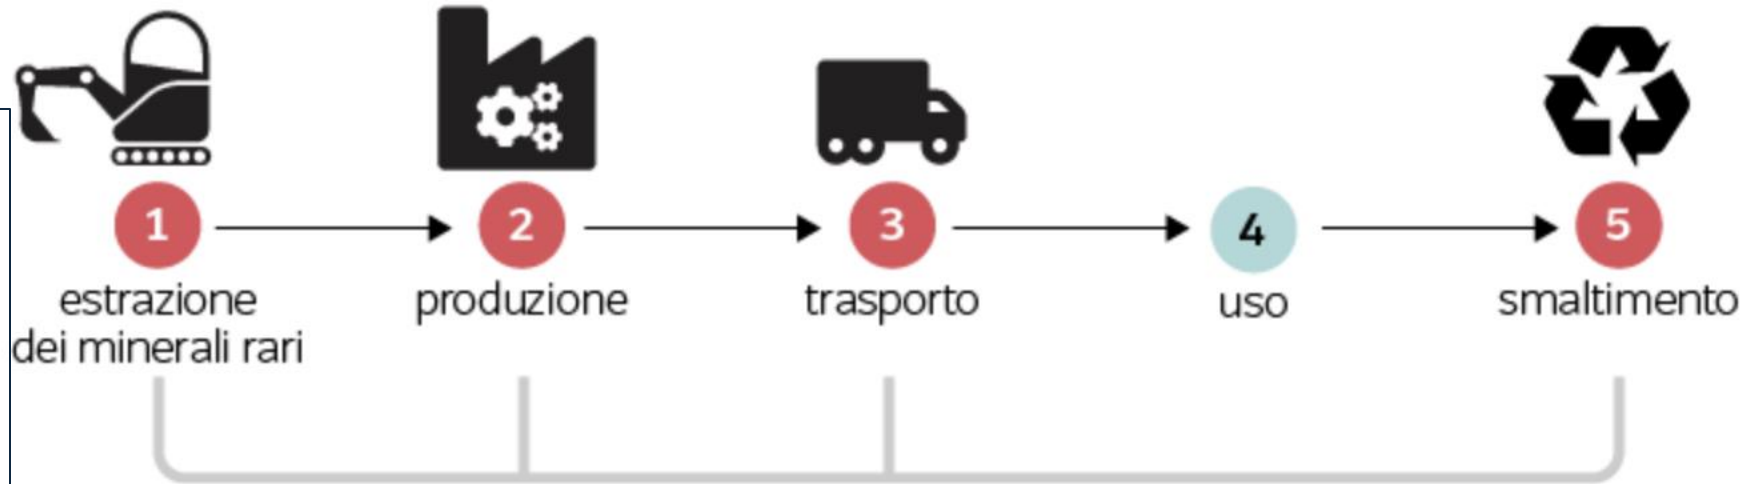 1
2
3
4
5
estrazione
dei minerali rari
produzione
trasporto
uso
smaltimento